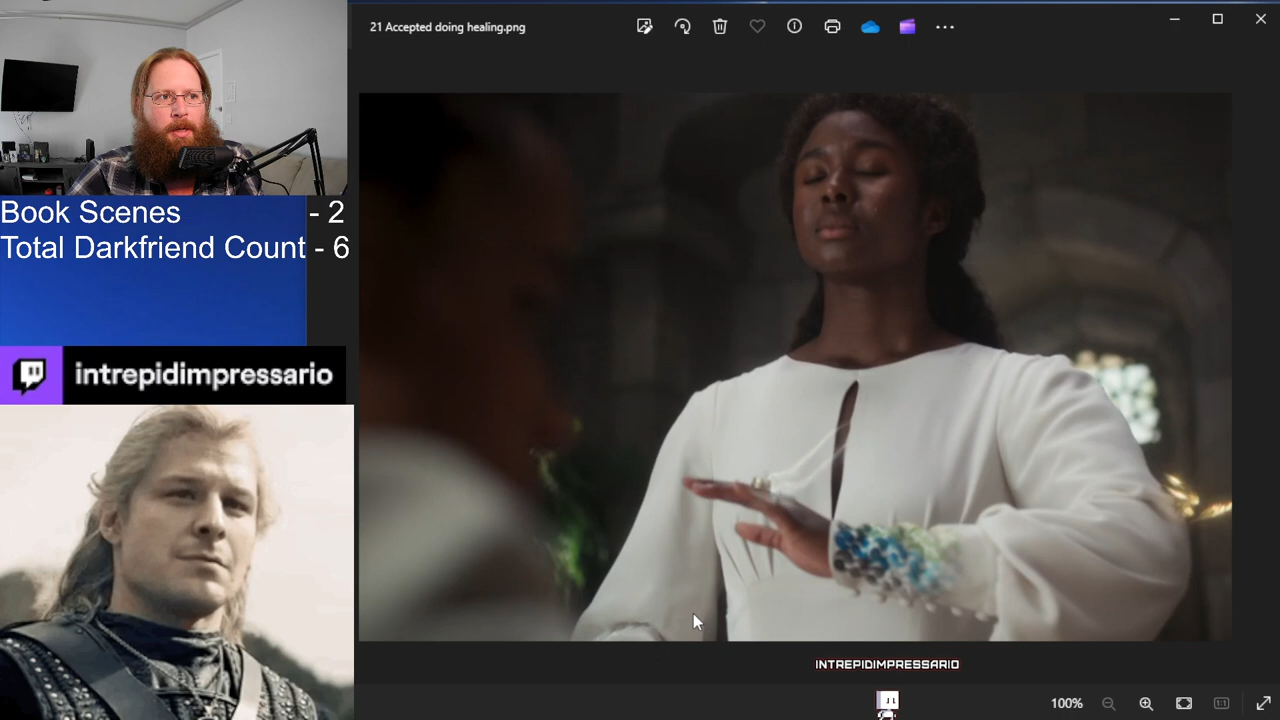 21 Accepted doing healing.png
Book Scenes - 2
Total Darkfriend Count - 6
intrepidimpressario
INTREPIDIMPRESSARIO
100%